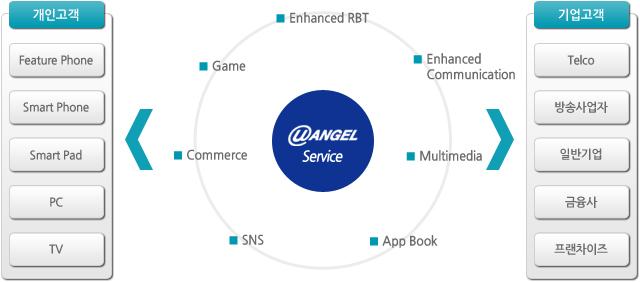 개인고객
Feature Phone
Smart Phone
Smart Pad
PC
TV
Enhanced RBT
Game
Enhanced
Communication
Commerce
Multimedia
SNS
App Book
UANGEL
Service
기업고객
Telco
방송사업자
일반기업
금융사
프랜차이즈